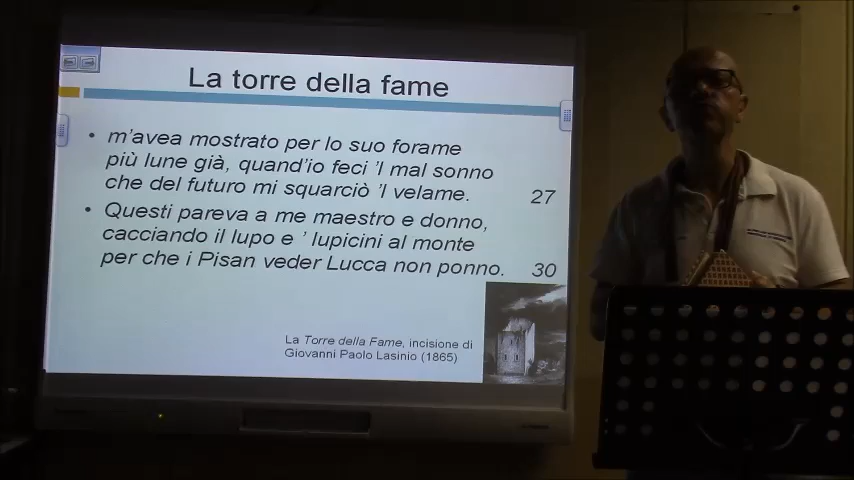 La torre della fame
• m'avea mostrato per lo suo forame
più lune già, quand'io feci 'l mal sonno
che del futuro mi squarciò 'l velame. 27
• Questi pareva a me maestro e donno,
cacciando il lupo e ' lupicini al monte
per che i Pisan veder Lucca non ponno. 30
La Torre della Fame, incisione di
Giovanni Paolo Lasinio (1865)